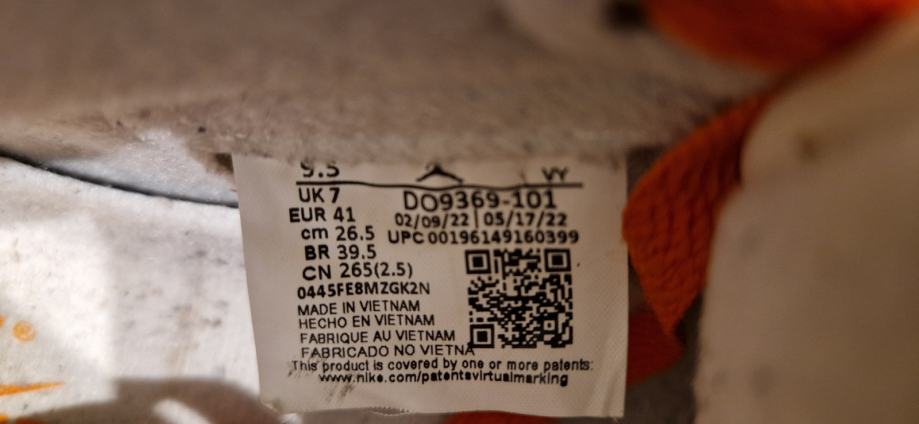 9.5 VY
UK 7 DO9369-101
EUR 41 02/09/22 | 05/17/22
cm 26.5 UPC 00196149160399
BR 39.5
CN 265(2.5)
0445FE8MZGK2N
MADE IN VIETNAM
HECHO EN VIETNAM
FABRIQUE AU VIETNAM
FABRICADO NO VIETNA
This product is covered by one or more patents:
www.nike.com/patentsvirtualmarking